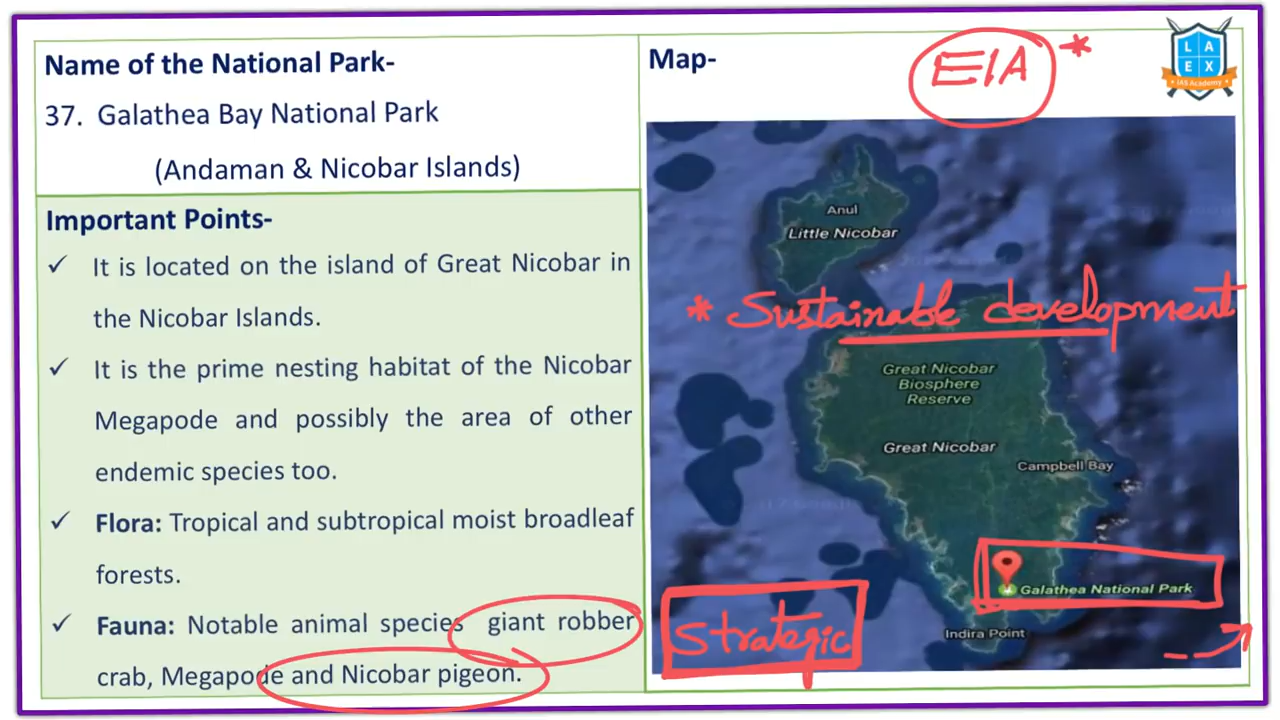 Name of the National Park-
37. Galathea Bay National Park
(Andaman & Nicobar Islands)
Important Points-
✓ It is located on the island of Great Nicobar in
the Nicobar Islands.
✓ It is the prime nesting habitat of the Nicobar
Megapode and possibly the area of other
endemic species too.
✓ Flora: Tropical and subtropical moist broadleaf
forests.
✓ Fauna: Notable animal species giant robber
crab, Megapode and Nicobar pigeon.
Map-
EIA *
L A
E X
IAS Academy
Anul
Little Nicobar
* Sustainable development
Great Nicobar
Biosphere
Reserve
Great Nicobar
Campbell Bay
Galathea National Park
Strategic
Indira Point